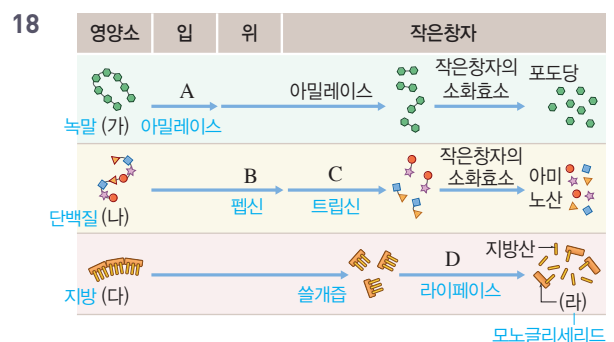 18
영양소 입 위 작은창자
녹말 (가) A 아밀레이스 아밀레이스 작은창자의 소화효소 포도당
단백질 (나) B 펩신 C 트립신 작은창자의 소화효소 아미노산
지방 (다) 쓸개즙 D 라이페이스 지방산 (라)
모노글리세리드